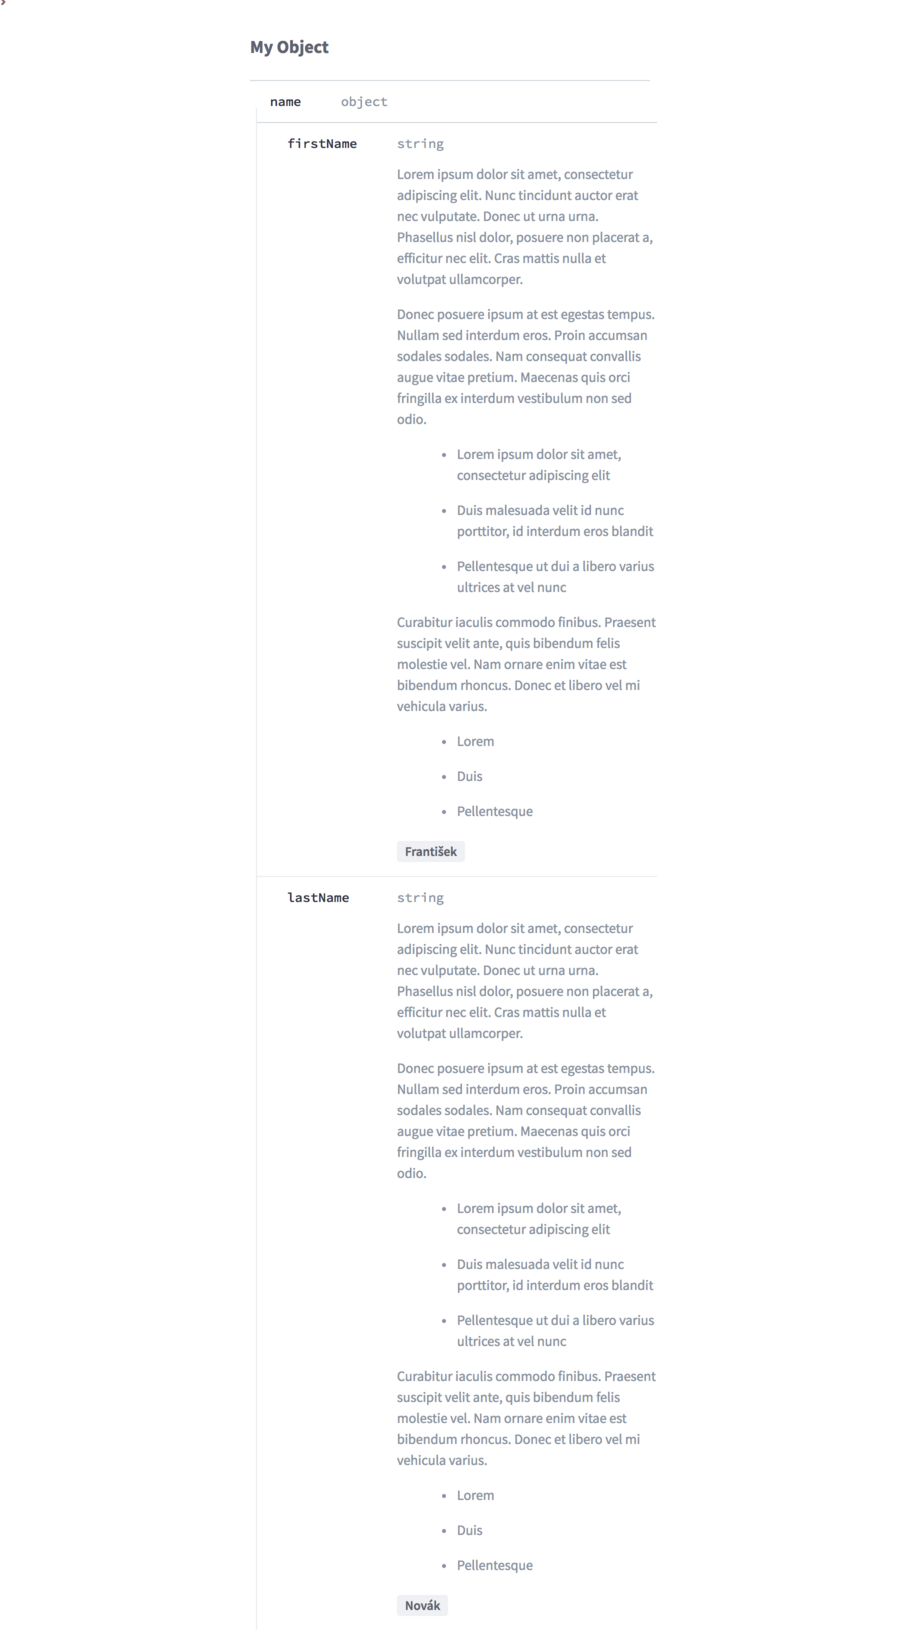 My Object
name object
firstName string
Lorem ipsum dolor sit amet, consectetur
adipiscing elit. Nunc tincidunt auctor erat
nec vulputate. Donec ut urna urna.
Phasellus nisl dolor, posuere non placerat a,
efficitur nec elit. Cras mattis nulla et
volutpat ullamcorper.
Donec posuere ipsum at est egestas tempus.
Nullam sed interdum eros. Proin accumsan
sodales sodales. Nam consequat convallis
augue vitae pretium. Maecenas quis orci
fringilla ex interdum vestibulum non sed
odio.
• Lorem ipsum dolor sit amet,
consectetur adipiscing elit
• Duis malesuada velit id nunc
porttitor, id interdum eros blandit
• Pellentesque ut dui a libero varius
ultrices at vel nunc
Curabitur iaculis commodo finibus. Praesent
suscipit velit ante, quis bibendum felis
molestie vel. Nam ornare enim vitae est
bibendum rhoncus. Donec et libero vel mi
vehicula varius.
• Lorem
• Duis
• Pellentesque
František
lastName string
Lorem ipsum dolor sit amet, consectetur
adipiscing elit. Nunc tincidunt auctor erat
nec vulputate. Donec ut urna urna.
Phasellus nisl dolor, posuere non placerat a,
efficitur nec elit. Cras mattis nulla et
volutpat ullamcorper.
Donec posuere ipsum at est egestas tempus.
Nullam sed interdum eros. Proin accumsan
sodales sodales. Nam consequat convallis
augue vitae pretium. Maecenas quis orci
fringilla ex interdum vestibulum non sed
odio.
• Lorem ipsum dolor sit amet,
consectetur adipiscing elit
• Duis malesuada velit id nunc
porttitor, id interdum eros blandit
• Pellentesque ut dui a libero varius
ultrices at vel nunc
Curabitur iaculis commodo finibus. Praesent
suscipit velit ante, quis bibendum felis
molestie vel. Nam ornare enim vitae est
bibendum rhoncus. Donec et libero vel mi
vehicula varius.
• Lorem
• Duis
• Pellentesque
Novák